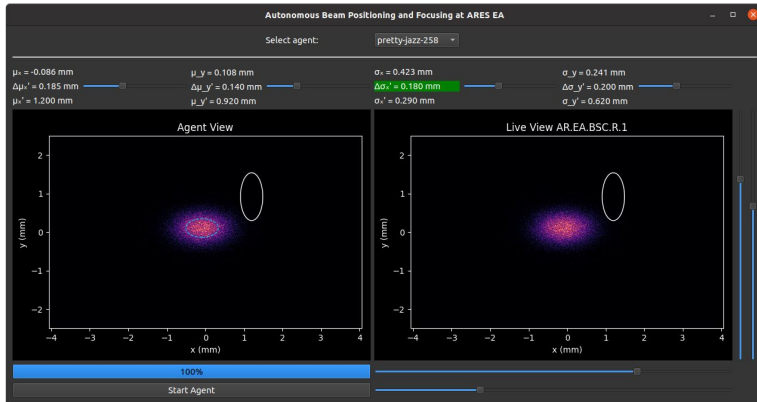 Autonomous Beam Positioning and Focusing at ARES EA
Select agent: pretty-jazz-258
μₓ = -0.086 mm μ_y = 0.108 mm σₓ = 0.423 mm σ_y = 0.241 mm
Δμₓ' = 0.185 mm Δμ_y' = 0.140 mm Δσₓ' = 0.180 mm Δσ_y' = 0.200 mm
μₓ' = 1.200 mm μ_y' = 0.920 mm σₓ' = 0.290 mm σ_y' = 0.620 mm
Agent View Live View AR.EA.BSC.R.1
2 2
1 1
0 0
−1 −1
−2 −2
y (mm) y (mm)
−4 −3 −2 −1 0 1 2 3 4 −4 −3 −2 −1 0 1 2 3 4
x (mm) x (mm)
100%
Start Agent